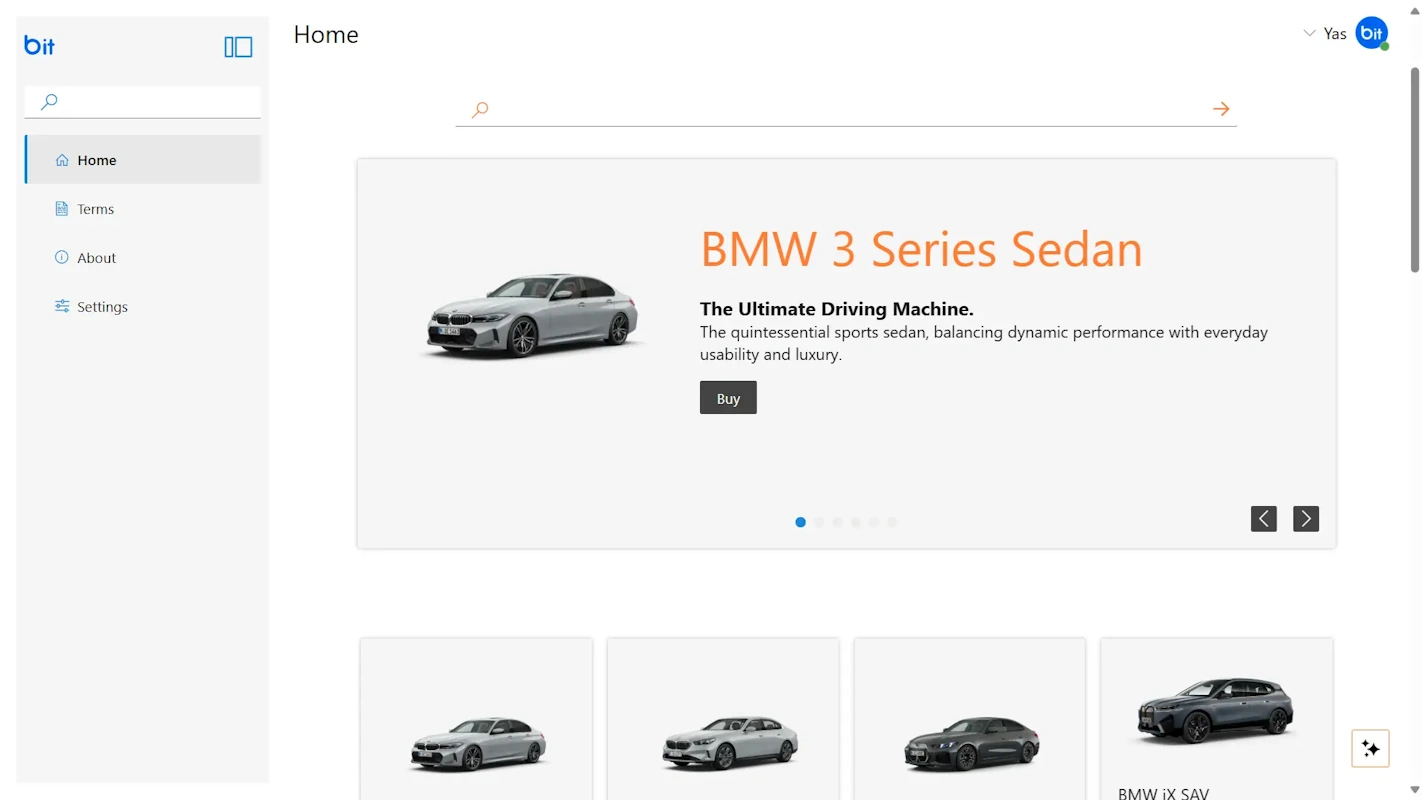 bit
Home
Terms
About
Settings
Home
Yas
bit
BMW 3 Series Sedan
The Ultimate Driving Machine.
The quintessential sports sedan, balancing dynamic performance with everyday
usability and luxury.
Buy
BMW iX SAV